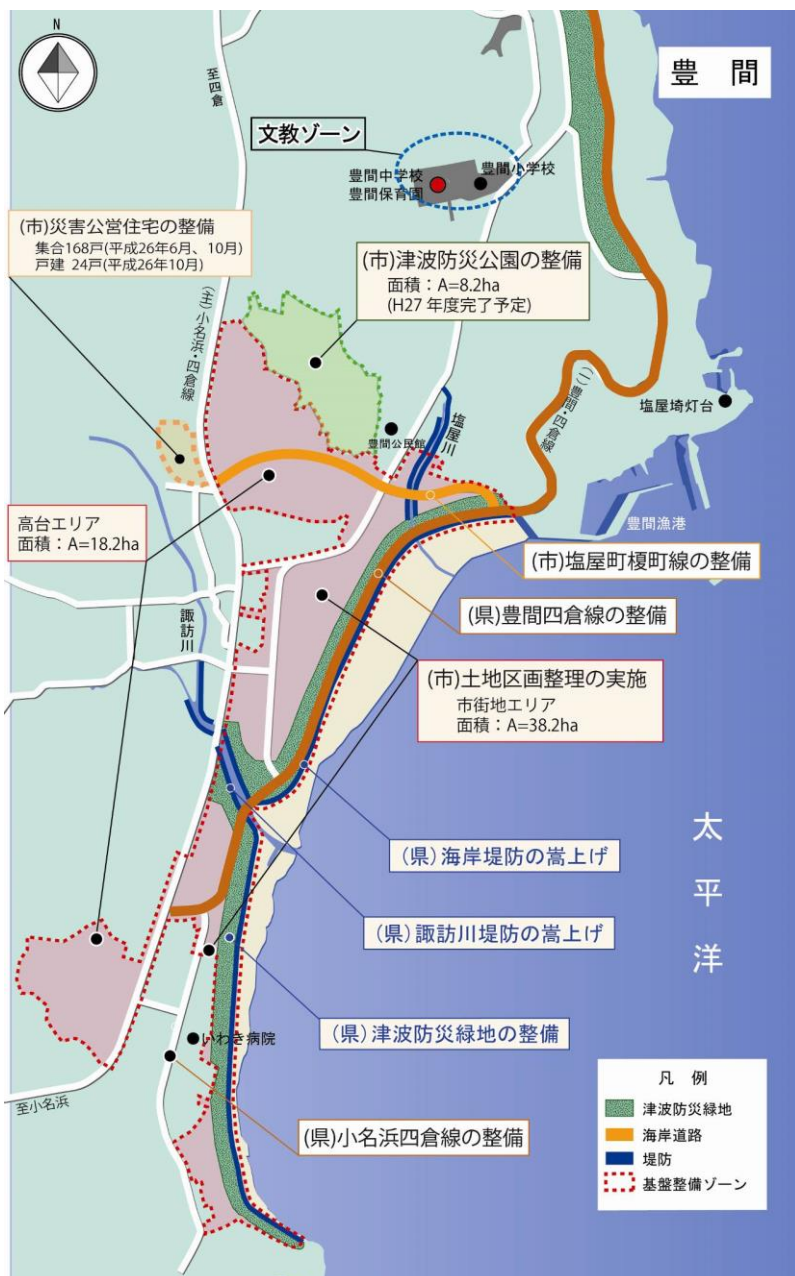 N
豊 間
至四倉
文教ゾーン
豊間中学校
豊間保育園
豊間小学校
(市)災害公営住宅の整備
集合168戸(平成26年6月、10月)
戸建 24戸(平成26年10月)
(市)津波防災公園の整備
面積：A=8.2ha
(H27 年度完了予定)
(主)小名浜・四倉線
(一)豊間・四倉線
塩屋埼灯台
豊間公民館
塩屋川
豊間漁港
高台エリア
面積：A=18.2ha
(市)塩屋町榎町線の整備
(県)豊間四倉線の整備
諏訪川
(市)土地区画整理の実施
市街地エリア
面積：A=38.2ha
太平洋
(県)海岸堤防の嵩上げ
(県)諏訪川堤防の嵩上げ
(県)津波防災緑地の整備
いわき病院
至小名浜
(県)小名浜四倉線の整備
凡 例
津波防災緑地
海岸道路
堤防
基盤整備ゾーン